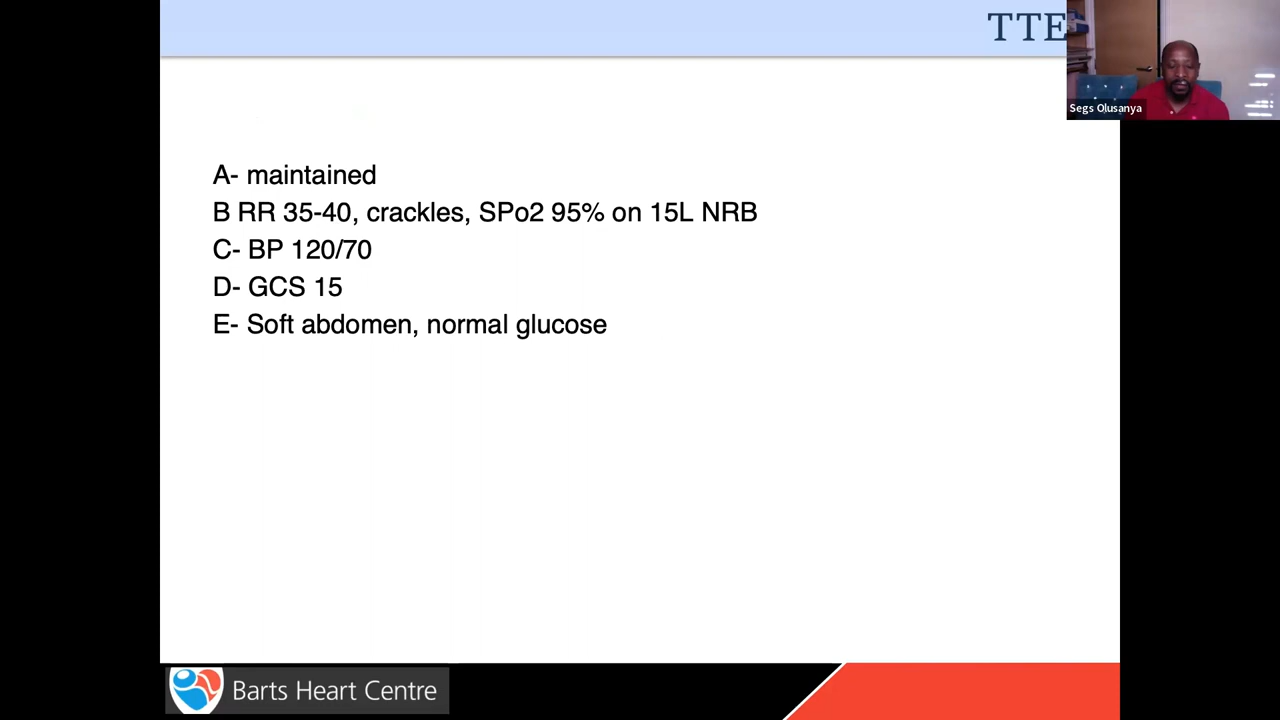 TTE
Segs Olusanya
A- maintained
B RR 35-40, crackles, SPo2 95% on 15L NRB
C- BP 120/70
D- GCS 15
E- Soft abdomen, normal glucose
Barts Heart Centre